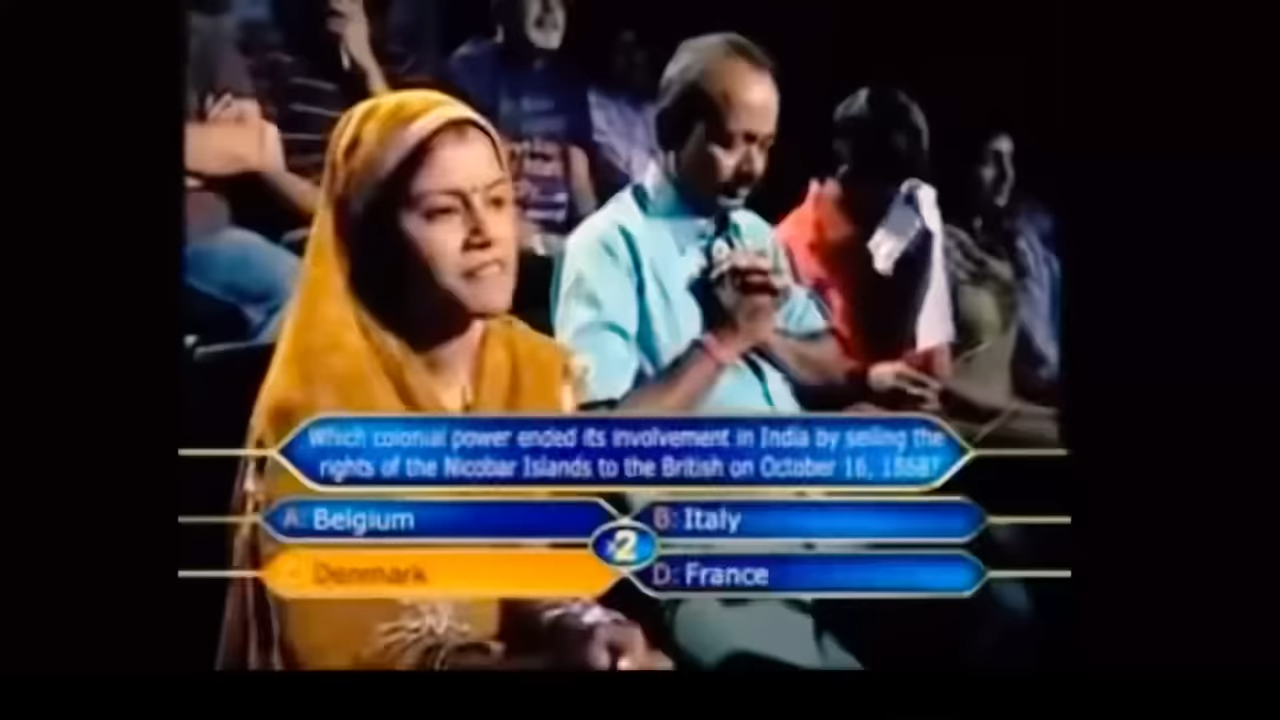 Which colonial power ended its involvement in India by selling the
rights of the Nicobar Islands to the British on October 16, 1868?
A: Belgium
B: Italy
x2
Denmark
D: France